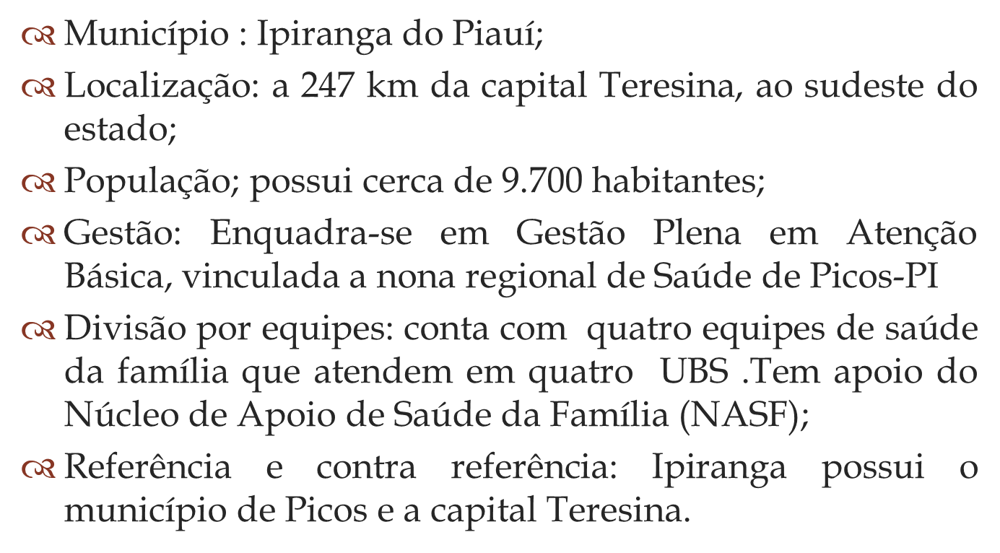 Município : Ipiranga do Piauí;
Localização: a 247 km da capital Teresina, ao sudeste do
estado;
População; possui cerca de 9.700 habitantes;
Gestão: Enquadra-se em Gestão Plena em Atenção
Básica, vinculada a nona regional de Saúde de Picos-PI
Divisão por equipes: conta com  quatro equipes de saúde
da família que atendem em quatro  UBS .Tem apoio do
Núcleo de Apoio de Saúde da Família (NASF);
Referência e contra referência: Ipiranga possui o
município de Picos e a capital Teresina.